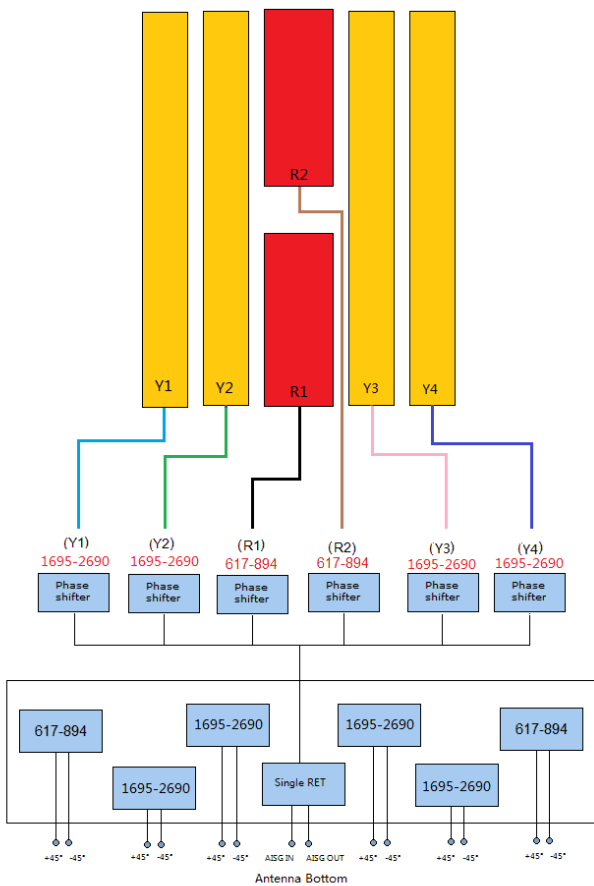 R2
Y1
Y2
R1
Y3
Y4
(Y1)
(Y2)
(R1)
(R2)
(Y3)
(Y4)
1695-2690
1695-2690
617-894
617-894
1695-2690
1695-2690
Phase
shifter
Phase
shifter
Phase
shifter
Phase
shifter
Phase
shifter
Phase
shifter
617-894
1695-2690
1695-2690
617-894
1695-2690
Single RET
1695-2690
+45° -45°
+45° -45°
+45° -45°
AISG IN
AISG OUT
+45° -45°
+45° -45°
+45° -45°
Antenna Bottom